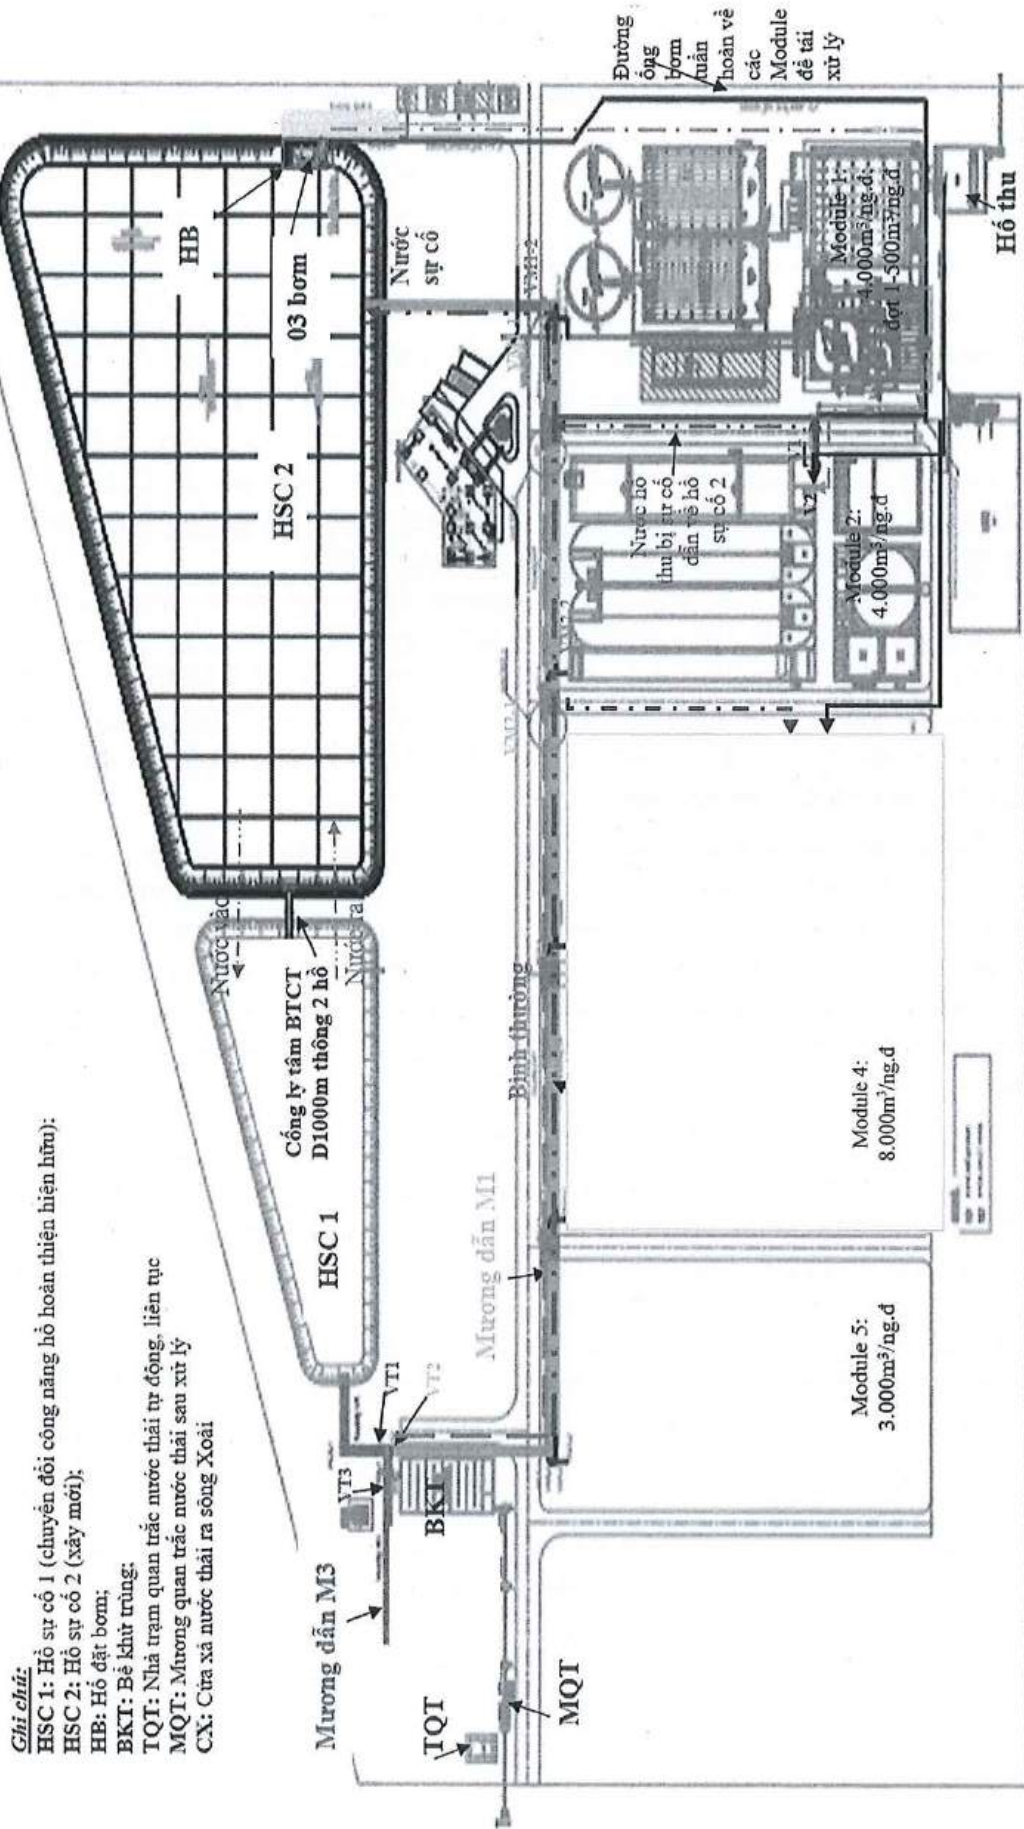 Ghi chú:
HSC 1: Hồ sự cố 1 (chuyển đổi công năng hồ hoàn thiện hiện hữu);
HSC 2: Hồ sự cố 2 (xây mới);
HB: Hố đặt bơm;
BKT: Bể khử trùng;
TQT: Nhà trạm quan trắc nước thải tự động, liên tục
MQT: Mương quan trắc nước thải sau xử lý
CX: Cửa xả nước thải ra sông Xoài
HB
03 bơm
HSC 2
Nước
sự cố
Đường
ống
bơm
tuần
hoàn về
các
Module
để tái
xử lý
Nước vào
Nước ra
Cống ly tâm BTCT
D1000m thông 2 hồ
HSC 1
VT1
VT2
VT3
BKT
Mương dẫn M3
TQT
MQT
Mương dẫn M1
Bình thường
VM1-2
Module 1:
4.000m³/ng.đ;
đợt 1-500m³/ng.đ
Hố thu
Nước hố
thu bị sự cố
dẫn về hồ
sự cố 2
V1
V2
Module 2:
4.000m³/ng.đ
Module 4:
8.000m³/ng.đ
Module 5:
3.000m³/ng.đ